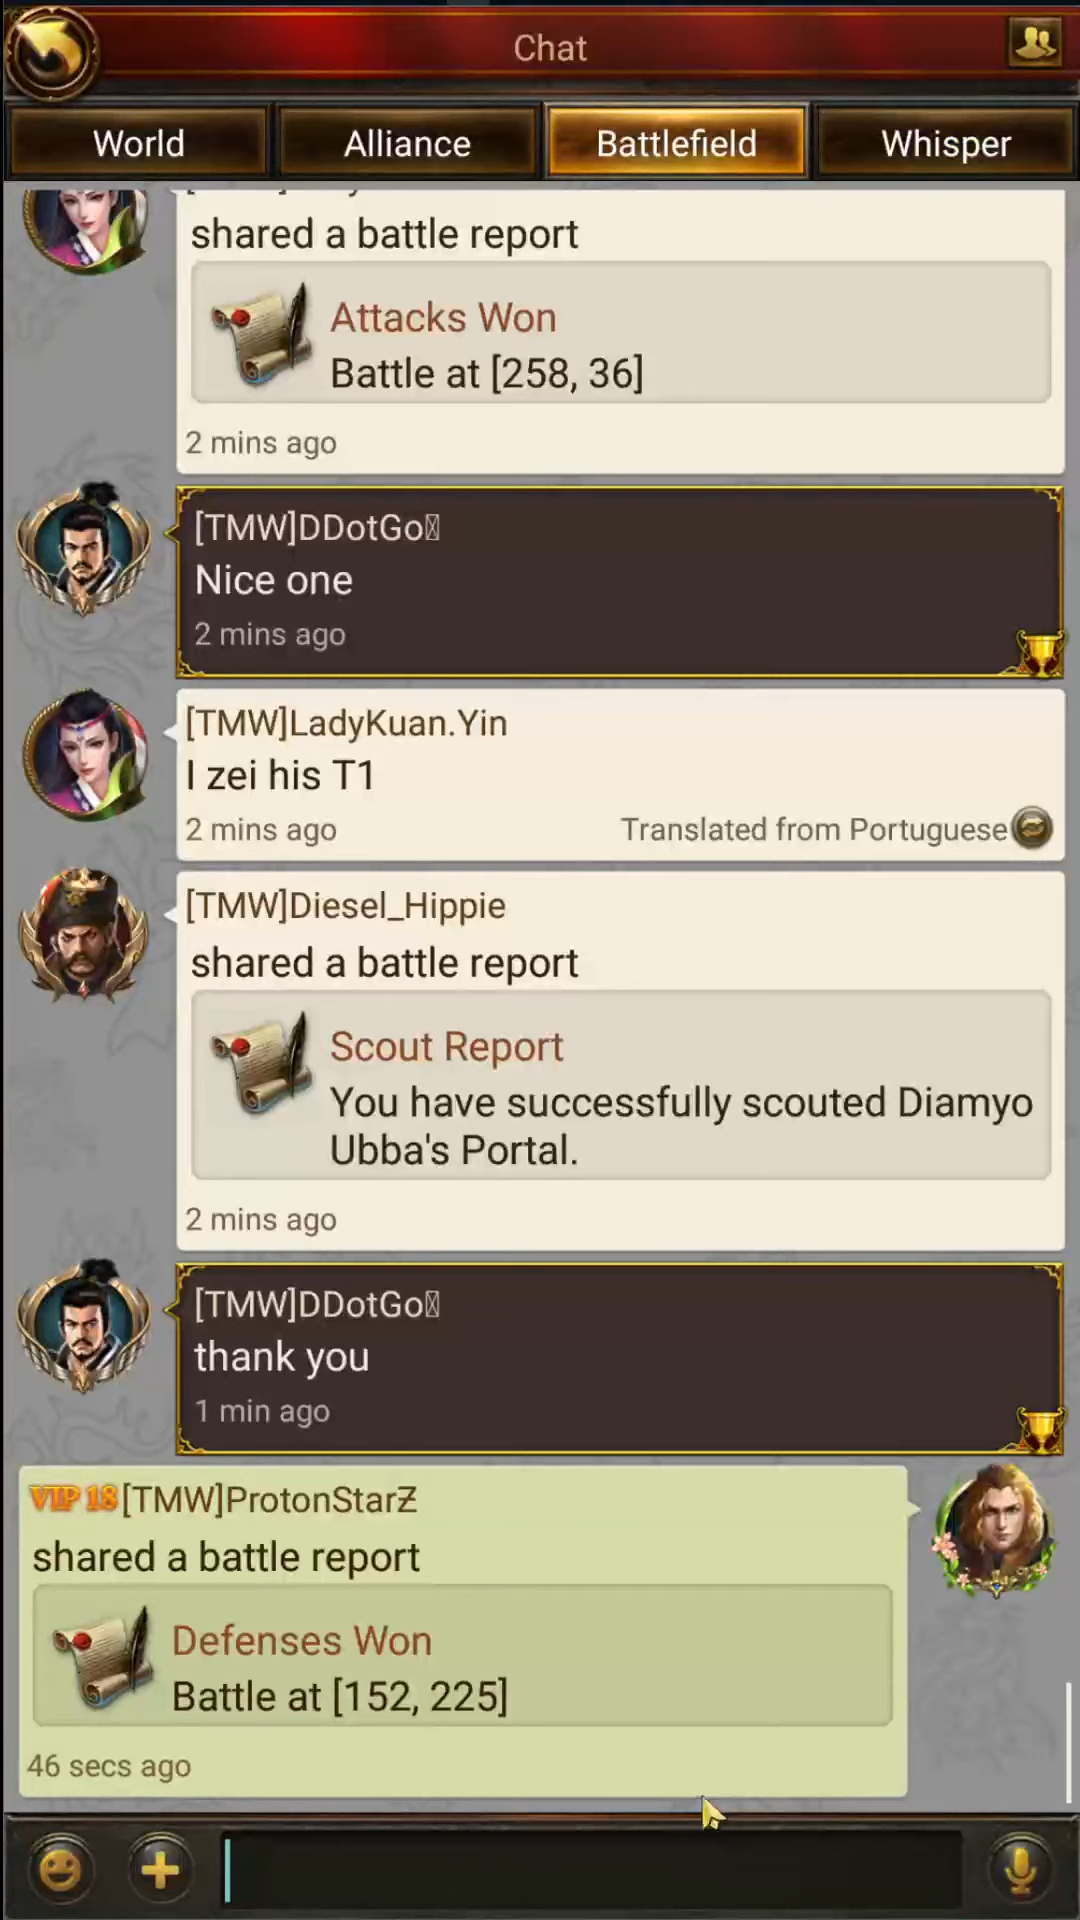 Chat
World
Alliance
Battlefield
Whisper
shared a battle report
Attacks Won
Battle at [258, 36]
2 mins ago
[TMW]DDotGo
Nice one
2 mins ago
[TMW]LadyKuan.Yin
I zei his T1
2 mins ago
Translated from Portuguese
[TMW]Diesel_Hippie
shared a battle report
Scout Report
You have successfully scouted Diamyo
Ubba's Portal.
2 mins ago
[TMW]DDotGo
thank you
1 min ago
VIP 18 [TMW]ProtonStarƵ
shared a battle report
Defenses Won
Battle at [152, 225]
46 secs ago